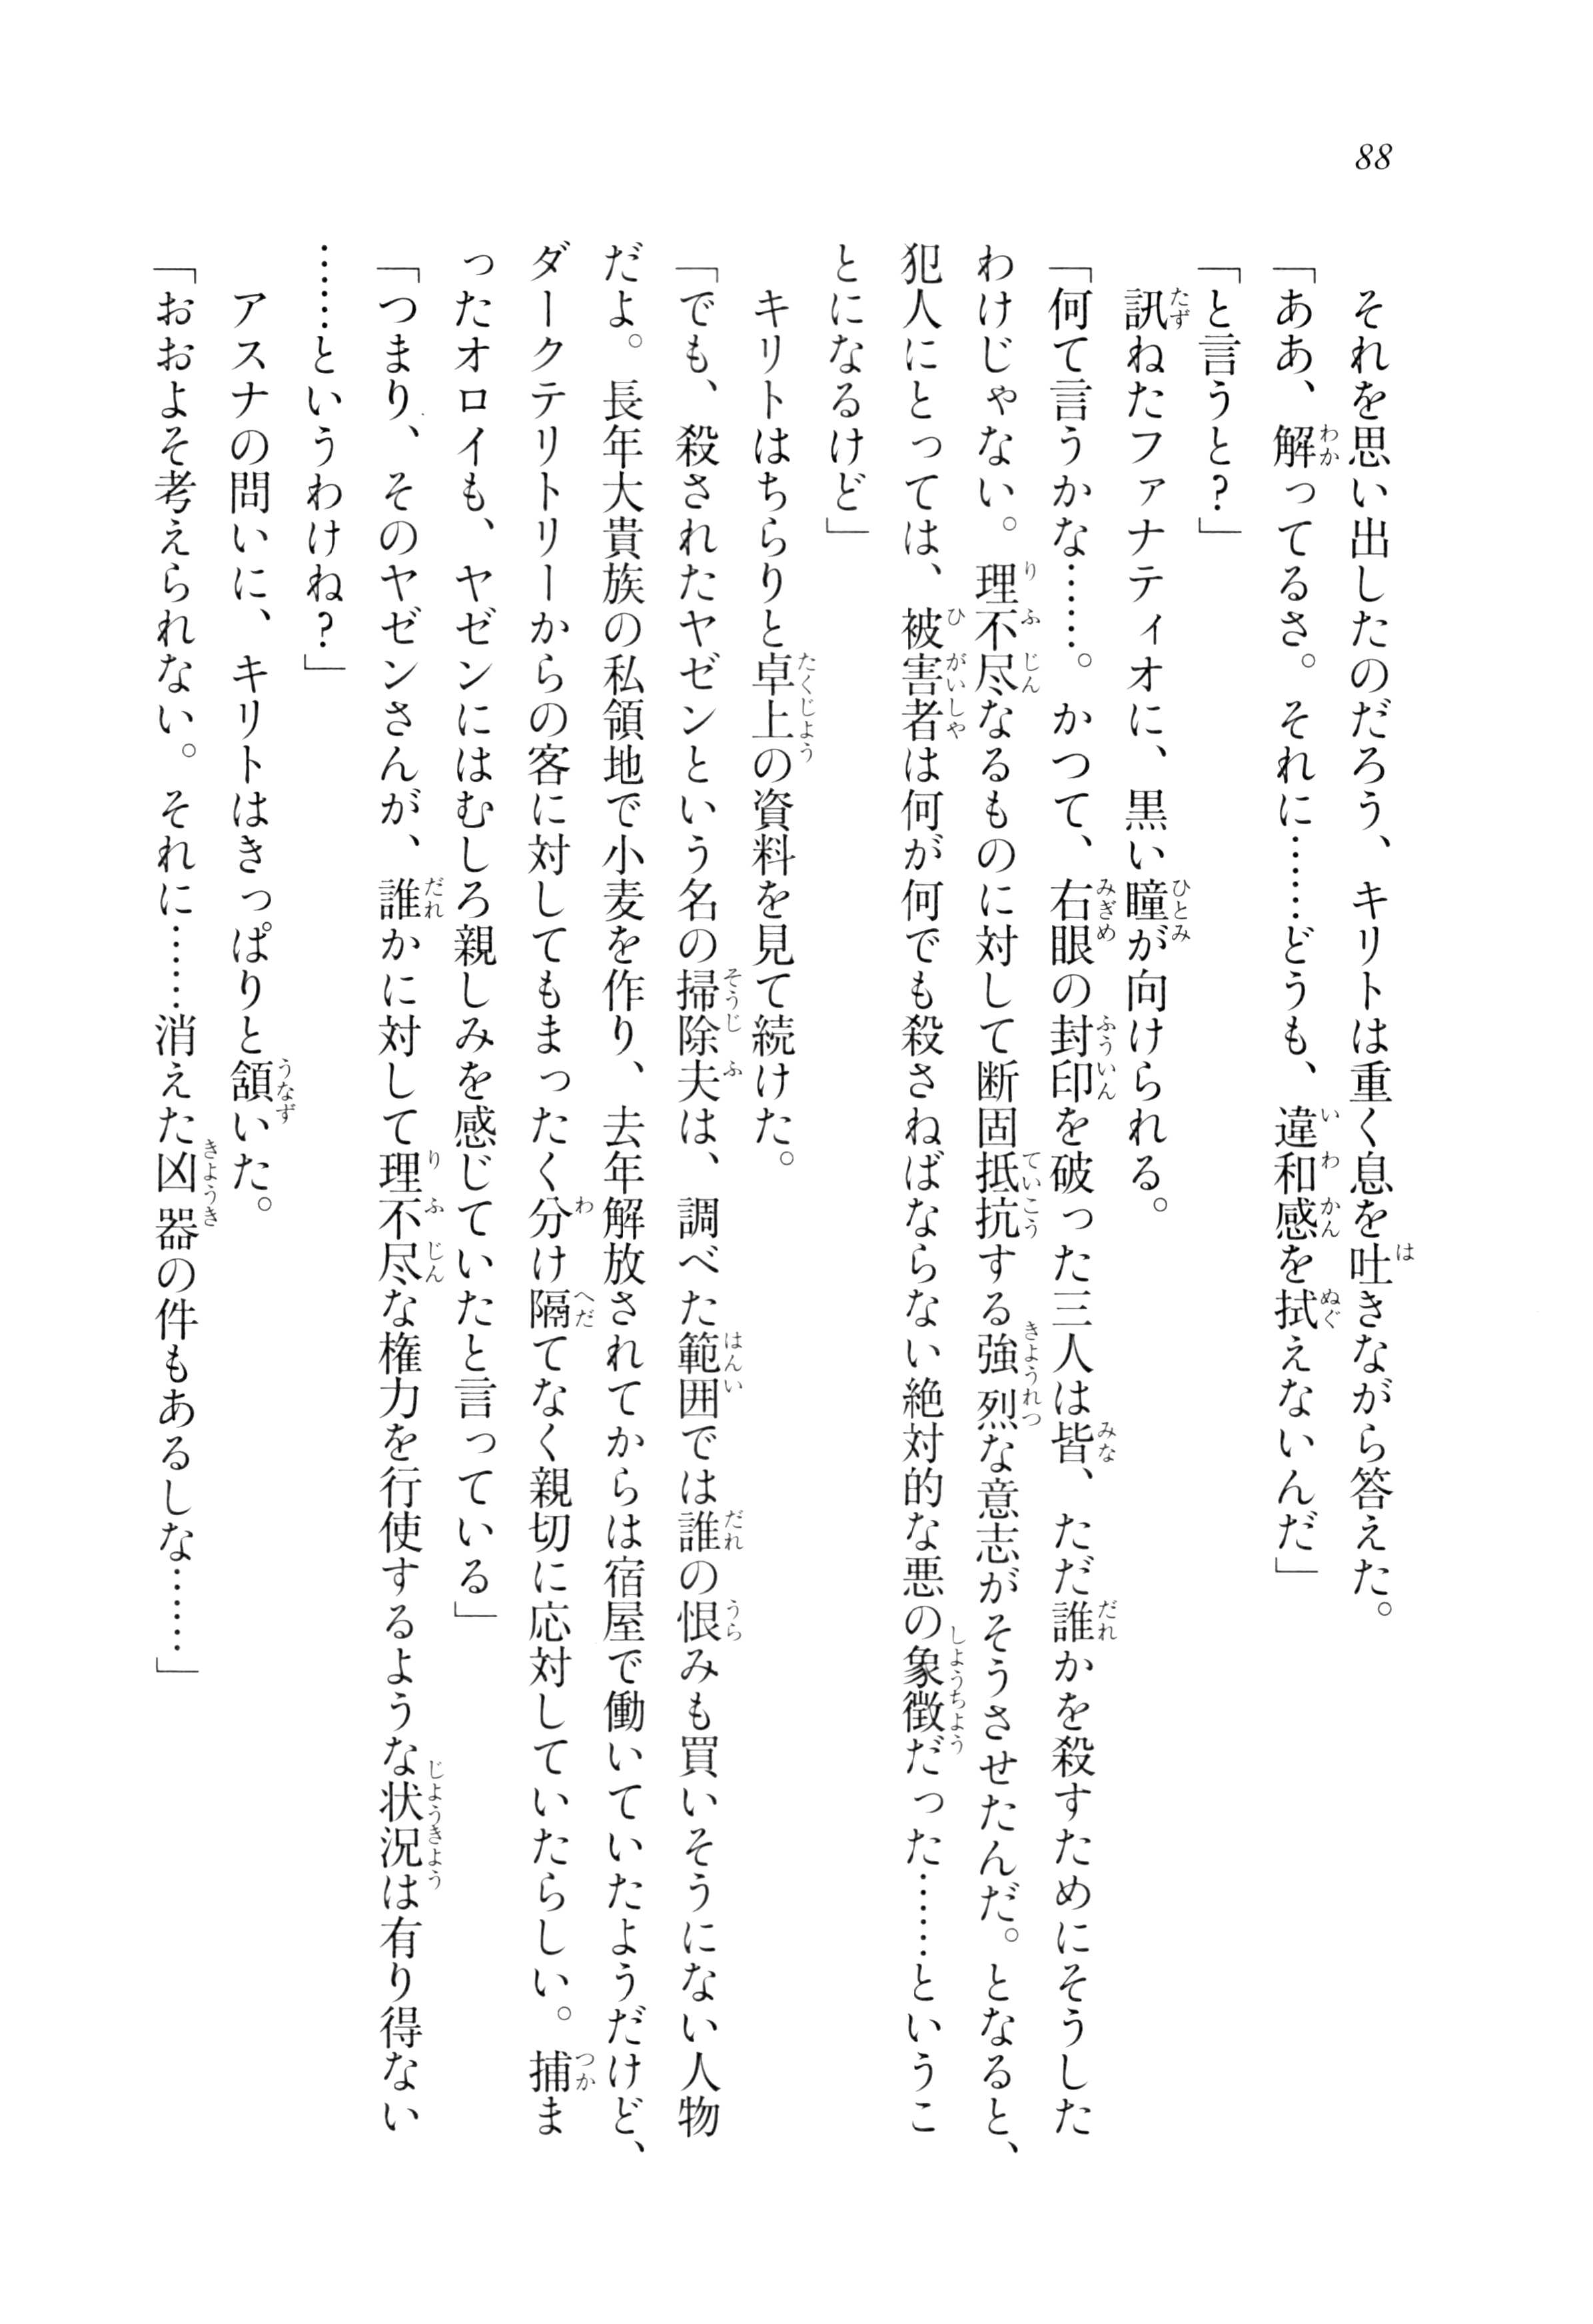 88
それを思い出したのだろう、キリトは重く息を吐きながら答えた。
「ああ、解ってるさ。それに……どうも、違和感を拭えないんだ」
「と言うと?」
訊ねたファナティオに、黒い瞳が向けられる。
「何て言うかな……。かつて、右眼の封印を破った三人は皆、ただ誰かを殺すためにそうした
わけじゃない。理不尽なるものに対して断固抵抗する強烈な意志がそうさせたんだ。となると、
犯人にとっては、被害者は何が何でも殺さねばならない絶対的な悪の象徴だった……というこ
とになるけど」
キリトはちらりと卓上の資料を見て続けた。
「でも、殺されたヤゼンという名の掃除夫は、調べた範囲では誰の恨みも買いそうにない人物
だよ。長年大貴族の私領地で小麦を作り、去年解放されてからは宿屋で働いていたようだけど、
ダークテリトリーからの客に対してもまったく分け隔てなく親切に応対していたらしい。捕ま
ったオロイも、ヤゼンにはむしろ親しみを感じていたと言っている」
「つまり、そのヤゼンさんが、誰かに対して理不尽な権力を行使するような状況は有り得ない
……というわけね?」
アスナの問いに、キリトはきっぱりと頷いた。
「おおよそ考えられない。それに……消えた凶器の件もあるしな……」